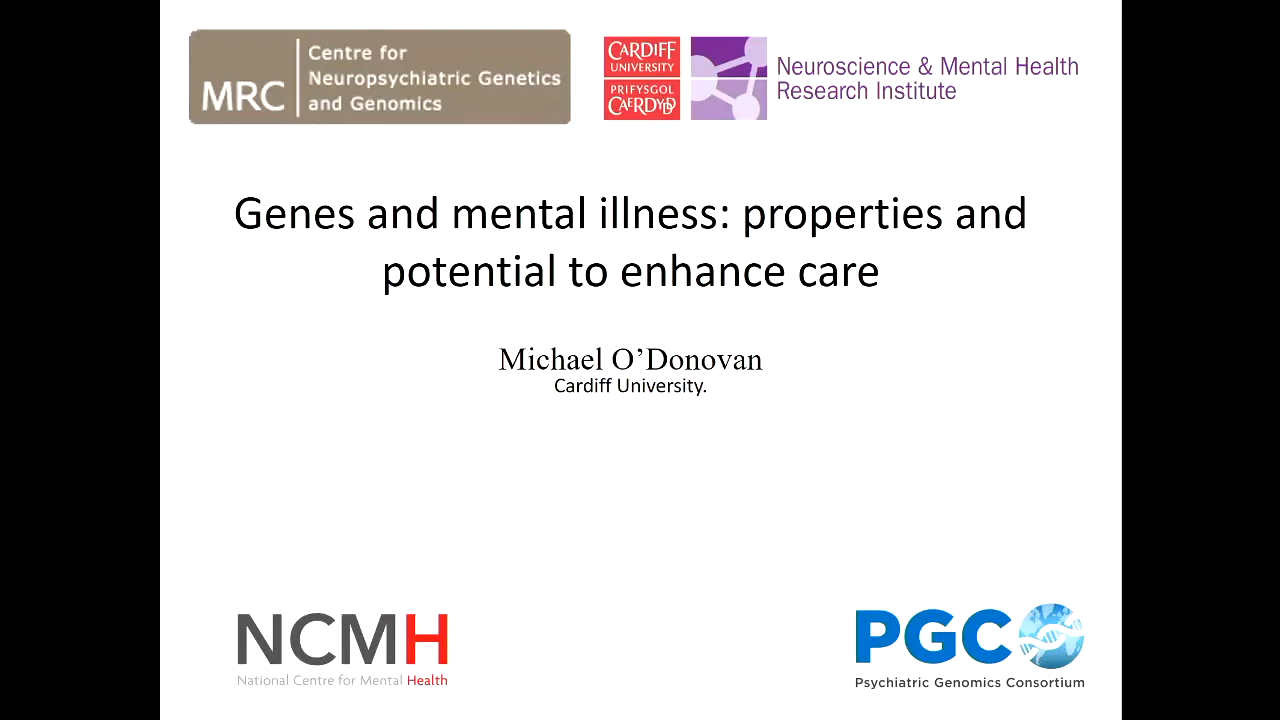 MRC
Centre for
Neuropsychiatric Genetics
and Genomics
CARDIFF
UNIVERSITY
PRIFYSGOL
CAERDYDD
Neuroscience & Mental Health
Research Institute
Genes and mental illness: properties and
potential to enhance care
Michael O’Donovan
Cardiff University.
NCMH
National Centre for Mental Health
PGC
Psychiatric Genomics Consortium